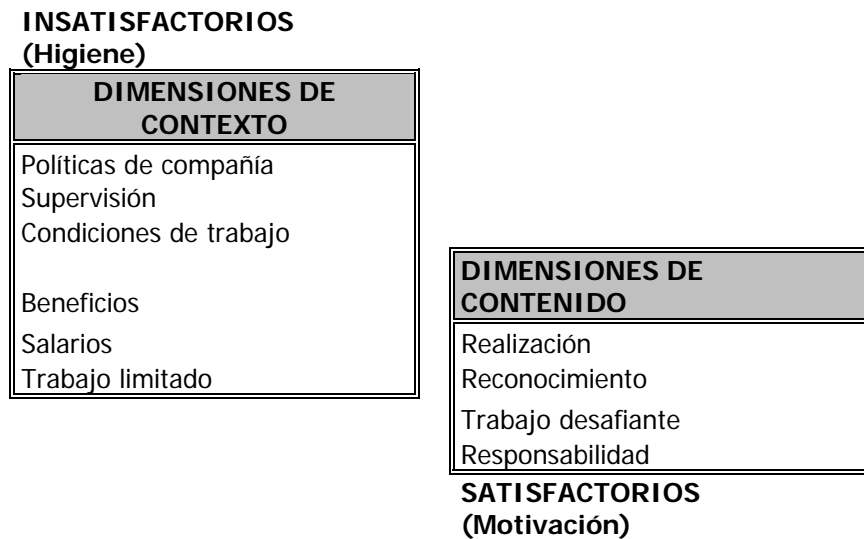 INSATISFACTORIOS
(Higiene)
DIMENSIONES DE
CONTEXTO
Políticas de compañía
Supervisión
Condiciones de trabajo
Beneficios
Salarios
Trabajo limitado
DIMENSIONES DE
CONTENIDO
Realización
Reconocimiento
Trabajo desafiante
Responsabilidad
SATISFACTORIOS
(Motivación)